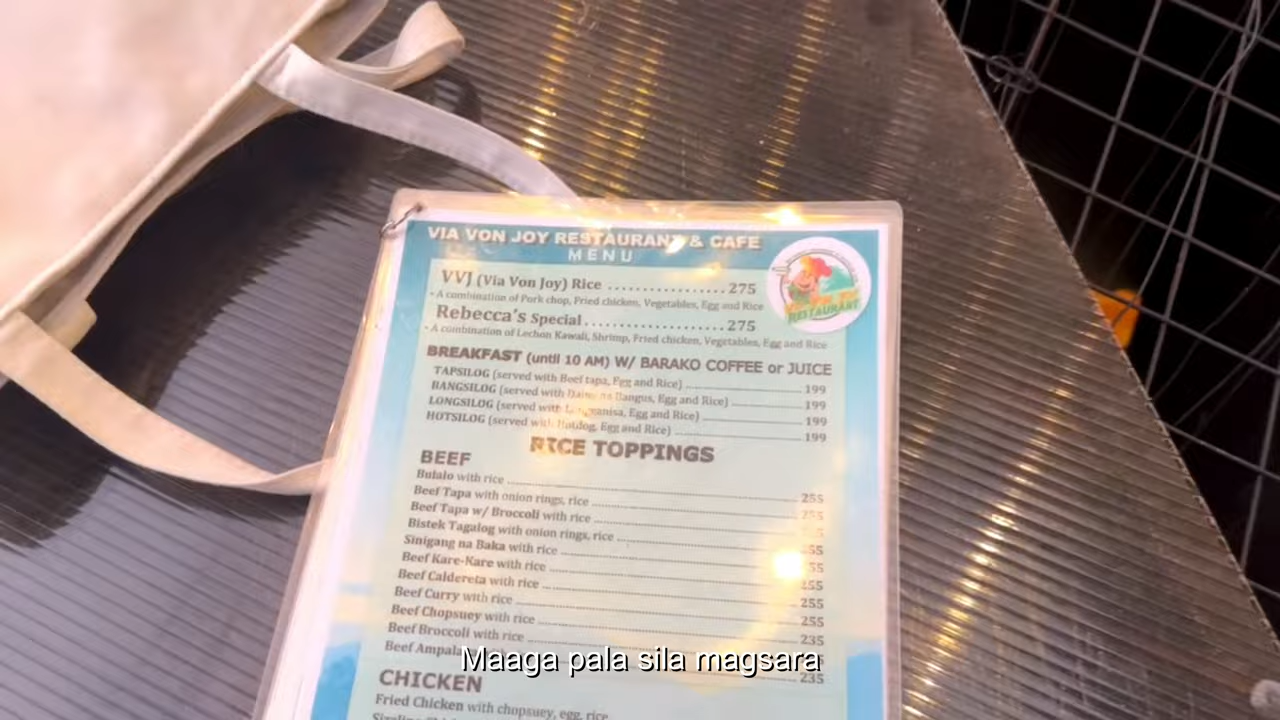 VIA VON JOY RESTAURANT & CAFE
MENU
VVJ (Via Von Joy) Rice ................. 275
- A combination of Pork chop, Fried chicken, Vegetables, Egg and Rice
Rebecca's Special ..................... 275
- A combination of Lechon Kawali, Shrimp, Fried chicken, Vegetables, Egg and Rice
BREAKFAST (until 10 AM) W/ BARAKO COFFEE or JUICE
TAPSILOG (served with Beef tapa, Egg and Rice) ........ 199
BANGSILOG (served with Bangus, Egg and Rice) ........ 199
LONGSILOG (served with Longanisa, Egg and Rice) ........ 199
HOTSILOG (served with Hotdog, Egg and Rice) ........ 199
RICE TOPPINGS
BEEF
Bulalo with rice ........ 255
Beef Tapa with onion rings, rice ........ 255
Beef Tapa w/ Broccoli with rice ........
Bistek Tagalog with onion rings, rice ........
Sinigang na Baka with rice ........
Beef Kare-Kare with rice ........ 255
Beef Caldereta with rice ........ 255
Beef Curry with rice ........ 255
Beef Chopsuey with rice ........ 235
Beef Broccoli with rice ........
Beef ........ 235
CHICKEN
Fried Chicken with chopsuey, egg, rice
RESTAURANT
Maaga pala sila magsara